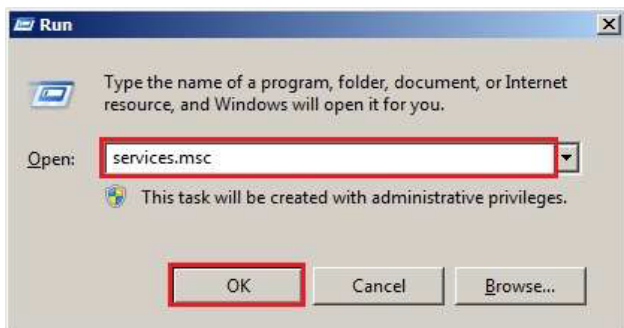 Run
Type the name of a program, folder, document, or Internet
resource, and Windows will open it for you.
Open: services.msc
This task will be created with administrative privileges.
OK Cancel Browse...